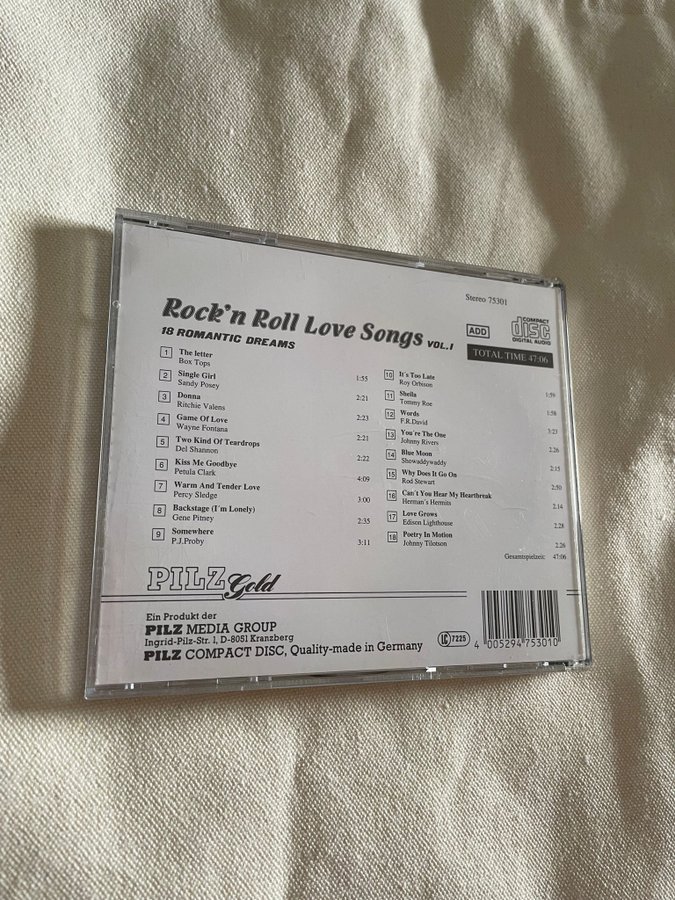 Stereo 75301
Rock'n Roll Love Songs VOL.1
18 ROMANTIC DREAMS
ADD
COMPACT
disc
DIGITAL AUDIO
TOTAL TIME 47:06
1 The letter
Box Tops 1:55
2 Single Girl
Sandy Posey 2:21
3 Donna
Ritchie Valens 2:23
4 Game Of Love
Wayne Fontana 2:21
5 Two Kind Of Teardrops
Del Shannon 2:22
6 Kiss Me Goodbye
Petula Clark 4:09
7 Warm And Tender Love
Percy Sledge 3:00
8 Backstage (I'm Lonely)
Gene Pitney 2:35
9 Somewhere
P.J.Proby 3:11
10 It's Too Late
Roy Orbison 1:59
11 Sheila
Tommy Roe 1:58
12 Words
F.R.David 3:23
13 You're The One
Johnny Rivers 2:26
14 Blue Moon
Showaddywaddy 2:15
15 Why Does It Go On
Rod Stewart 2:50
16 Can't You Hear My Heartbreak
Herman's Hermits 2:14
17 Love Grows
Edison Lighthouse 2:28
18 Poetry In Motion
Johnny Tilotson 2:26
Gesamtspielzeit: 47:06
PILZ Gold
Ein Produkt der
PILZ MEDIA GROUP
Ingrid-Pilz-Str. 1, D-8051 Kranzberg
PILZ COMPACT DISC, Quality-made in Germany
LC 7225
4 005294 753010